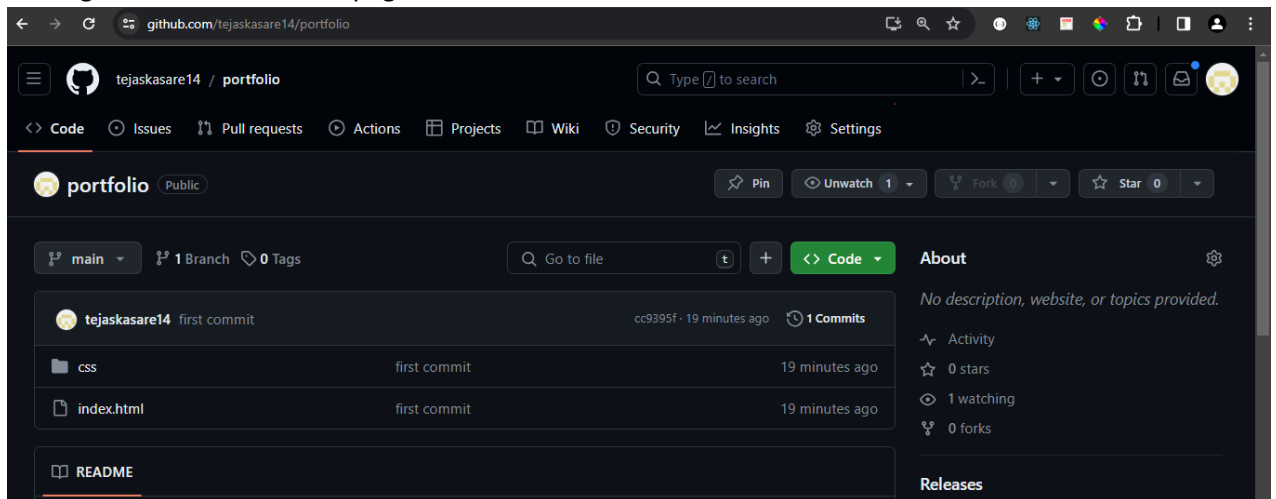 github.com/tejaskasare14/portfolio
tejaskasare14 / portfolio
Type / to search
Code Issues Pull requests Actions Projects Wiki Security Insights Settings
portfolio Public
Pin Unwatch 1 Fork 0 Star 0
main 1 Branch 0 Tags
Go to file t + <> Code
About
No description, website, or topics provided.
tejaskasare14 first commit cc9395f · 19 minutes ago 1 Commits
Activity
css first commit 19 minutes ago
0 stars
1 watching
index.html first commit 19 minutes ago
0 forks
README
Releases